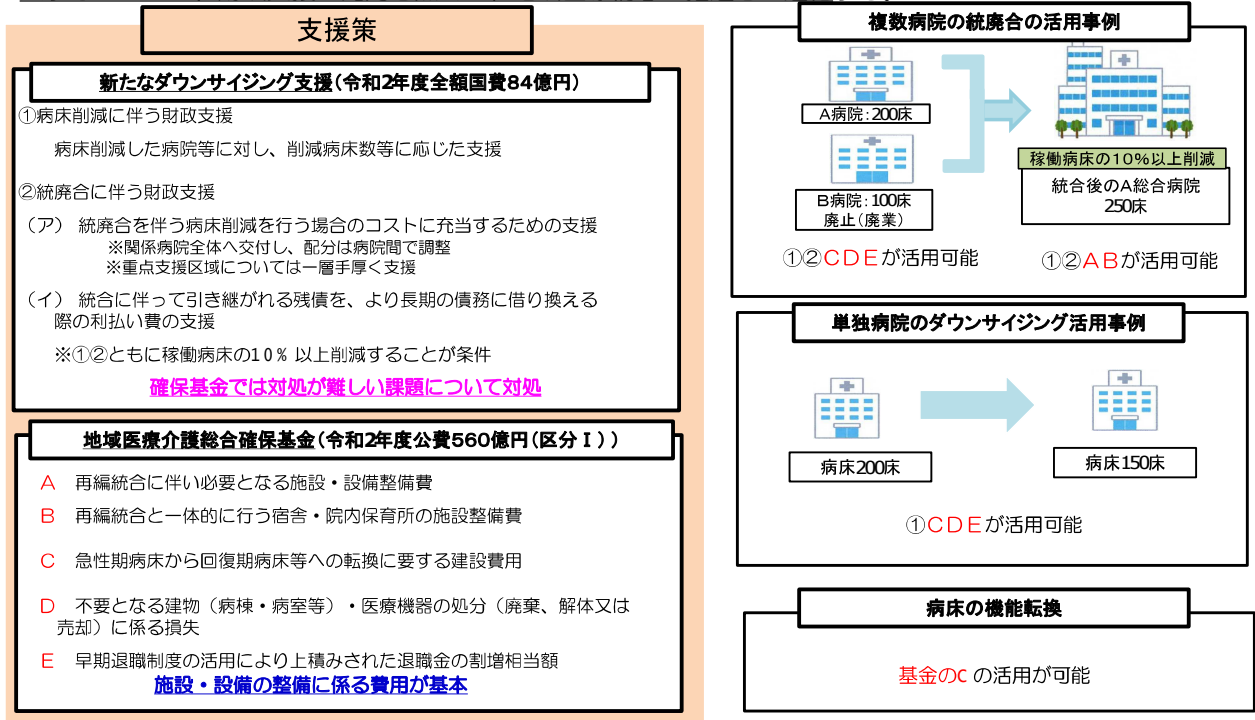 支援策
新たなダウンサイジング支援(令和2年度全額国費84億円)
①病床削減に伴う財政支援
病床削減した病院等に対し、削減病床数等に応じた支援
②統廃合に伴う財政支援
(ア) 統廃合を伴う病床削減を行う場合のコストに充当するための支援
※関係病院全体へ交付し、配分は病院間で調整
※重点支援区域については一層手厚く支援
(イ) 統合に伴って引き継がれる残債を、より長期の債務に借り換える
際の利払い費の支援
※①②ともに稼働病床の10%以上削減することが条件
確保基金では対処が難しい課題について対処
地域医療介護総合確保基金(令和2年度公費560億円(区分Ⅰ))
A 再編統合に伴い必要となる施設・設備整備費
B 再編統合と一体的に行う宿舎・院内保育所の施設整備費
C 急性期病床から回復期病床等への転換に要する建設費用
D 不要となる建物(病棟・病室等)・医療機器の処分(廃棄、解体又は
売却)に係る損失
E 早期退職制度の活用により上積みされた退職金の割増相当額
施設・設備の整備に係る費用が基本
複数病院の統廃合の活用事例
A病院:200床
B病院:100床
廃止(廃業)
①②CDEが活用可能
稼働病床の10%以上削減
統合後のA総合病院
250床
①②ABが活用可能
単独病院のダウンサイジング活用事例
病床200床
病床150床
①CDEが活用可能
病床の機能転換
基金のC の活用が可能